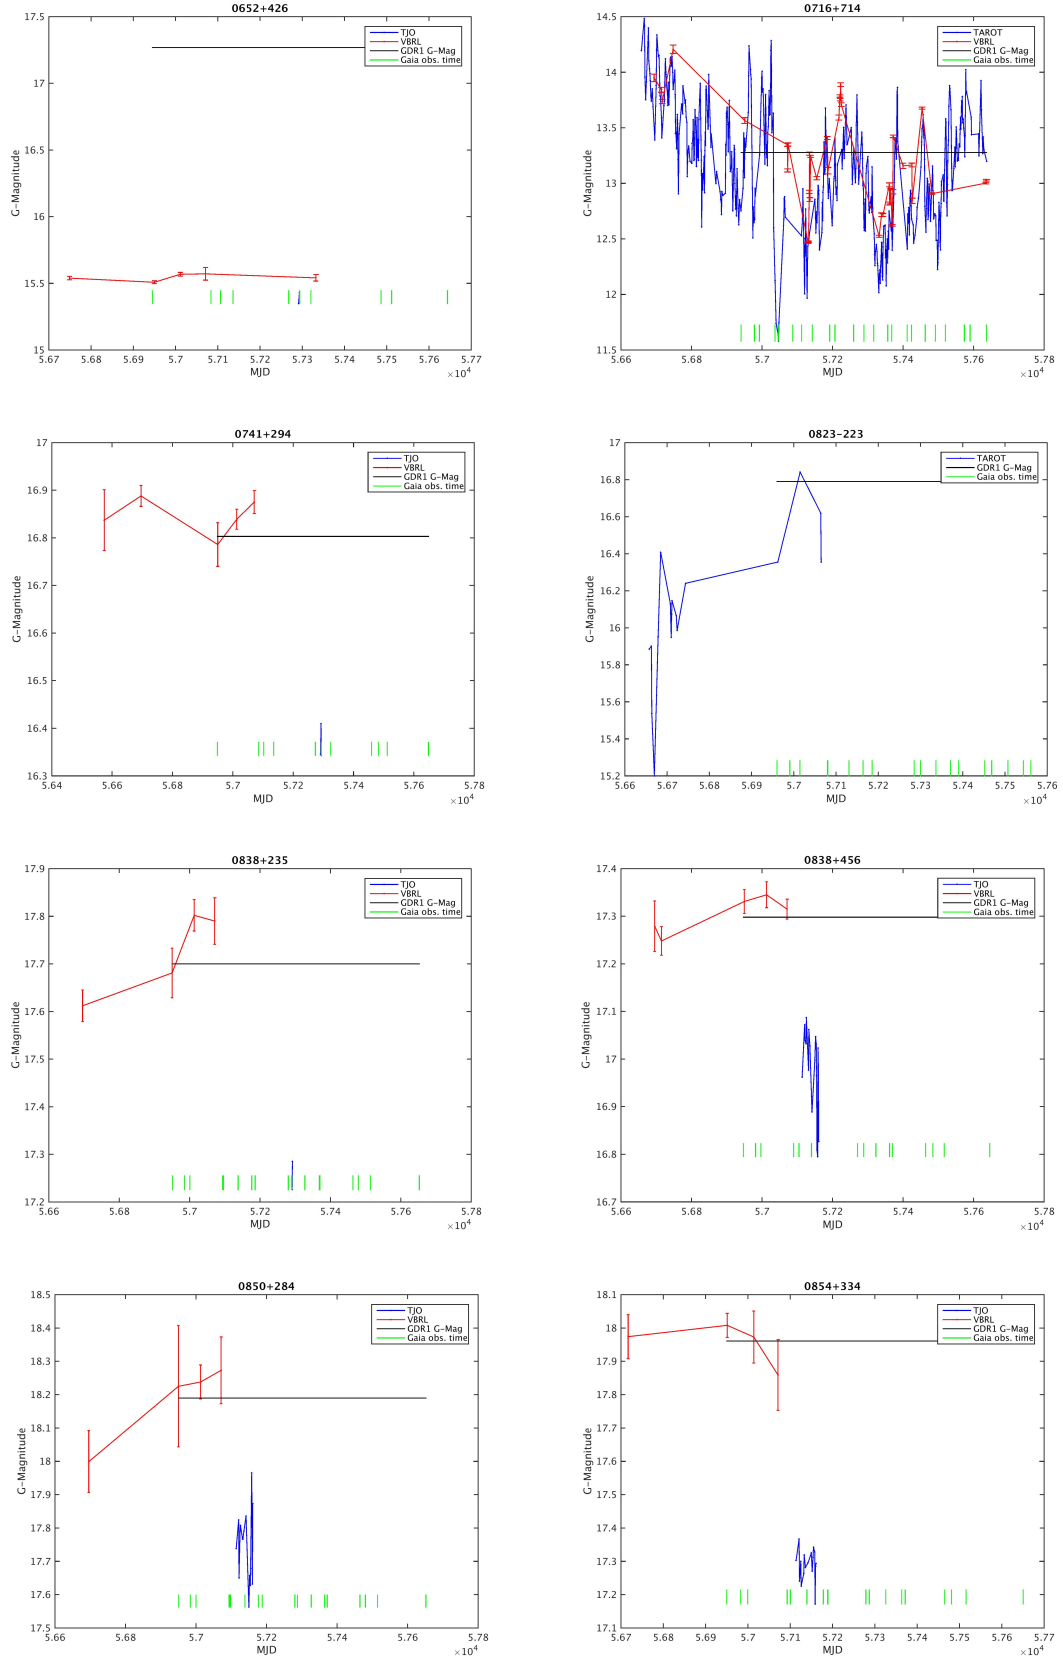 0652+426
TJO
VBRL
GDR1 G-Mag
Gaia obs. time
G-Magnitude
17.5
17
16.5
16
15.5
15
5.66 5.68 5.7 5.72 5.74 5.76 5.77
MJD
×10⁴
0716+714
TAROT
VBRL
GDR1 G-Mag
Gaia obs. time
G-Magnitude
14.5
14
13.5
13
12.5
12
11.5
5.66 5.68 5.7 5.72 5.74 5.76 5.78
MJD
×10⁴
0741+294
TJO
VBRL
GDR1 G-Mag
Gaia obs. time
G-Magnitude
17
16.9
16.8
16.7
16.6
16.5
16.4
16.3
5.64 5.66 5.68 5.7 5.72 5.74 5.76 5.78
MJD
×10⁴
0823-223
TAROT
GDR1 G-Mag
Gaia obs. time
G-Magnitude
17
16.8
16.6
16.4
16.2
16
15.8
15.6
15.4
15.2
5.66 5.67 5.68 5.69 5.7 5.71 5.72 5.73 5.74 5.75 5.76
MJD
×10⁴
0838+235
TJO
VBRL
GDR1 G-Mag
Gaia obs. time
G-Magnitude
17.9
17.8
17.7
17.6
17.5
17.4
17.3
17.2
5.66 5.68 5.7 5.72 5.74 5.76 5.78
MJD
×10⁴
0838+456
TJO
VBRL
GDR1 G-Mag
Gaia obs. time
G-Magnitude
17.4
17.3
17.2
17.1
17
16.9
16.8
16.7
5.66 5.68 5.7 5.72 5.74 5.76 5.78
MJD
×10⁴
0850+284
TJO
VBRL
GDR1 G-Mag
Gaia obs. time
G-Magnitude
18.5
18.4
18.3
18.2
18.1
18
17.9
17.8
17.7
17.6
17.5
5.66 5.68 5.7 5.72 5.74 5.76 5.78
MJD
×10⁴
0854+334
TJO
VBRL
GDR1 G-Mag
Gaia obs. time
G-Magnitude
18.1
18
17.9
17.8
17.7
17.6
17.5
17.4
17.3
17.2
17.1
5.67 5.68 5.69 5.7 5.71 5.72 5.73 5.74 5.75 5.76 5.77
MJD
×10⁴